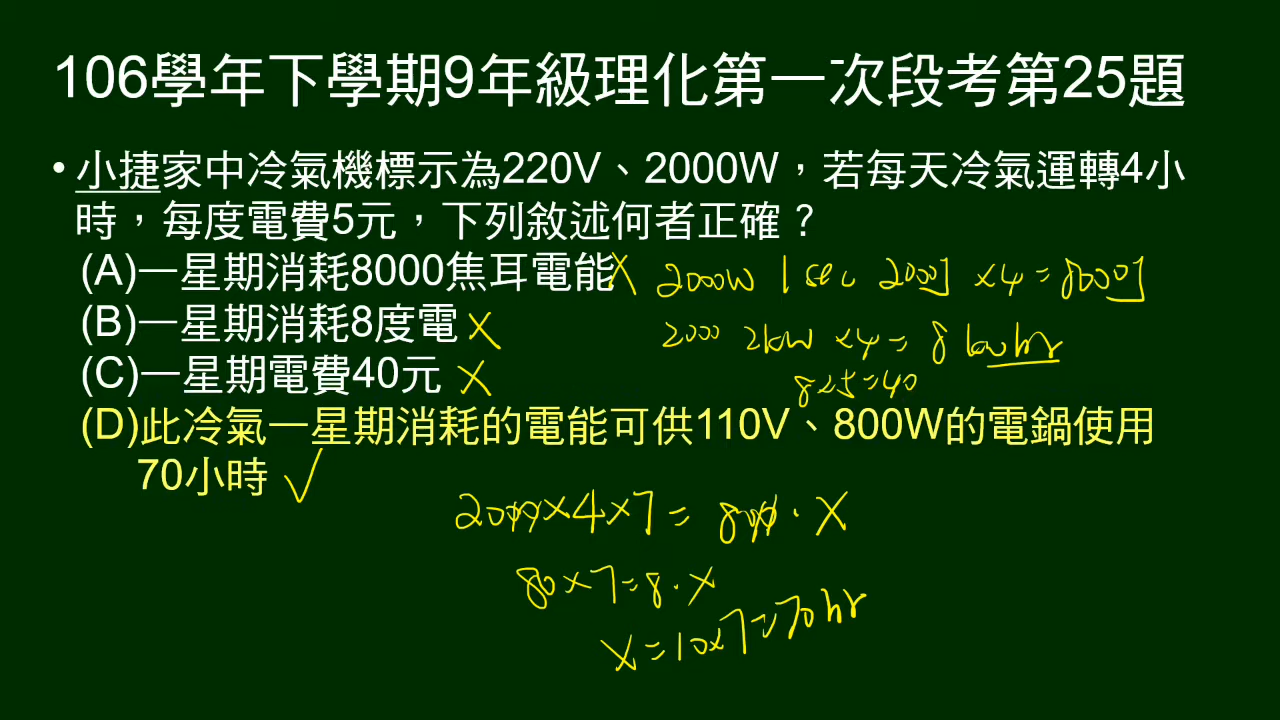 106學年下學期9年級理化第一次段考第25題
• 小捷家中冷氣機標示為220V、2000W，若每天冷氣運轉4小
時，每度電費5元，下列敘述何者正確？
(A)一星期消耗8000焦耳電能 X 2000W 1 sec 2000J ×4=8000J
(B)一星期消耗8度電 X 2000 2kW ×4= 8 kw hr
(C)一星期電費40元 X 8×5=40
(D)此冷氣一星期消耗的電能可供110V、800W的電鍋使用
70小時 √
2000×4×7= 800·X
80×7=8·X
X=10×7=70hr